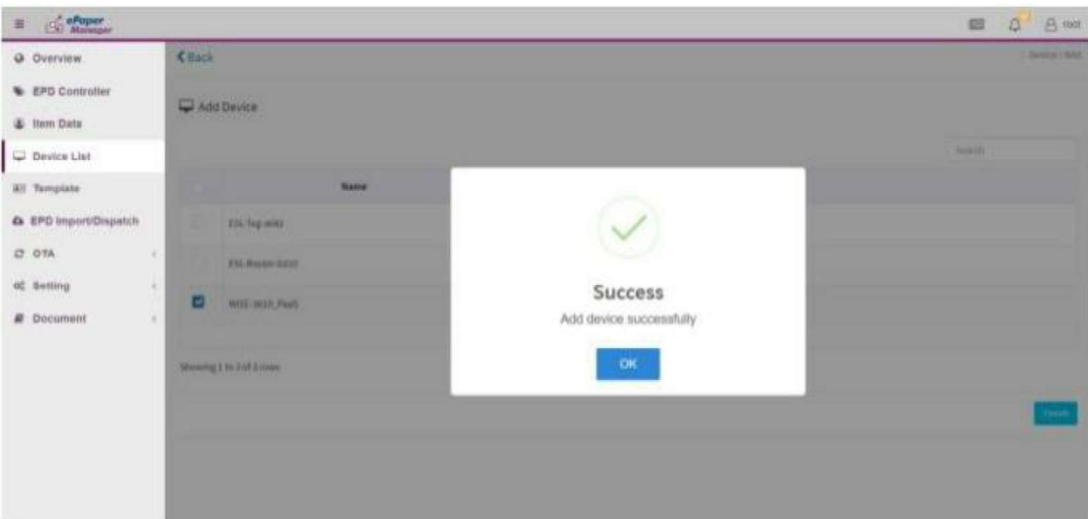 ePaper
Manager
root
Overview
EPD Controller
Item Data
Device List
Template
EPD Import/Dispatch
OTA
Setting
Document
Back
Add Device
Search
Name
Success
Add device successfully
OK
Finish